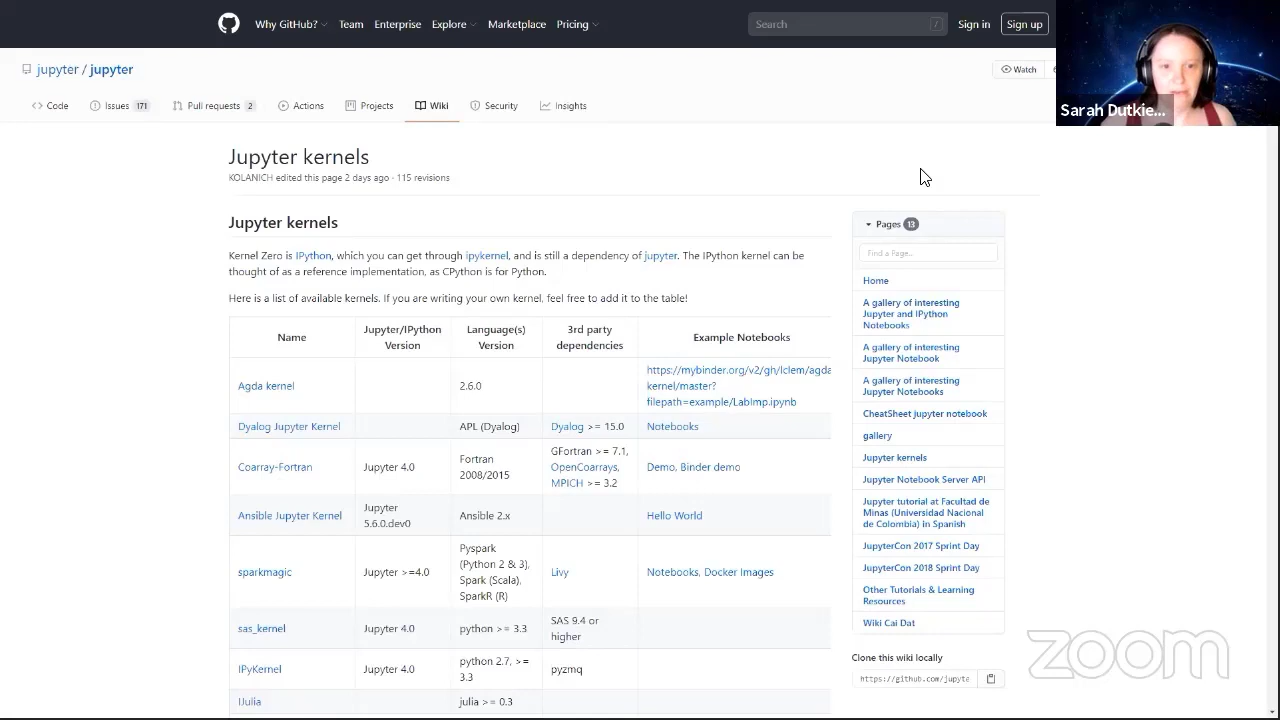 Why GitHub?
Team
Enterprise
Explore
Marketplace
Pricing
Search
/
Sign in
Sign up
jupyter / jupyter
Watch
Sarah Dutkie...
Code
Issues 171
Pull requests 2
Actions
Projects
Wiki
Security
Insights
Jupyter kernels
KOLANICH edited this page 2 days ago · 115 revisions
Jupyter kernels
Kernel Zero is IPython, which you can get through ipykernel, and is still a dependency of jupyter. The IPython kernel can be
thought of as a reference implementation, as CPython is for Python.
Here is a list of available kernels. If you are writing your own kernel, feel free to add it to the table!
Name
Jupyter/IPython
Version
Language(s)
Version
3rd party
dependencies
Example Notebooks
Agda kernel
2.6.0
https://mybinder.org/v2/gh/lclem/agda
kernel/master?
filepath=example/LabImp.ipynb
Dyalog Jupyter Kernel
APL (Dyalog)
Dyalog >= 15.0
Notebooks
Coarray-Fortran
Jupyter 4.0
Fortran
2008/2015
GFortran >= 7.1,
OpenCoarrays,
MPICH >= 3.2
Demo, Binder demo
Ansible Jupyter Kernel
Jupyter
5.6.0.dev0
Ansible 2.x
Hello World
sparkmagic
Jupyter >=4.0
Pyspark
(Python 2 & 3),
Spark (Scala),
SparkR (R)
Livy
Notebooks, Docker Images
sas_kernel
Jupyter 4.0
python >= 3.3
SAS 9.4 or
higher
IPyKernel
Jupyter 4.0
python 2.7, >=
3.3
pyzmq
IJulia
julia >= 0.3
Pages 13
Find a Page...
Home
A gallery of interesting
Jupyter and IPython
Notebooks
A gallery of interesting
Jupyter Notebook
A gallery of interesting
Jupyter Notebooks
CheatSheet jupyter notebook
gallery
Jupyter kernels
Jupyter Notebook Server API
Jupyter tutorial at Facultad de
Minas (Universidad Nacional
de Colombia) in Spanish
JupyterCon 2017 Sprint Day
JupyterCon 2018 Sprint Day
Other Tutorials & Learning
Resources
Wiki Cai Dat
Clone this wiki locally
https://github.com/jupyte
zoom